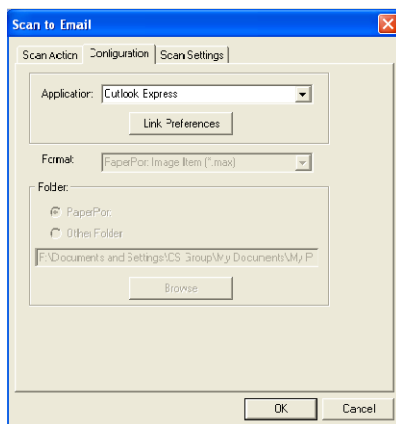 Scan to Email
Scan Action Configuration Scan Settings
Application: Outlook Express
Link Preferences
Format: PaperPort Image Item (*.max)
Folder:
PaperPort
Other Folder
F:\Documents and Settings\CS Group\My Documents\My P
Browse
OK Cancel